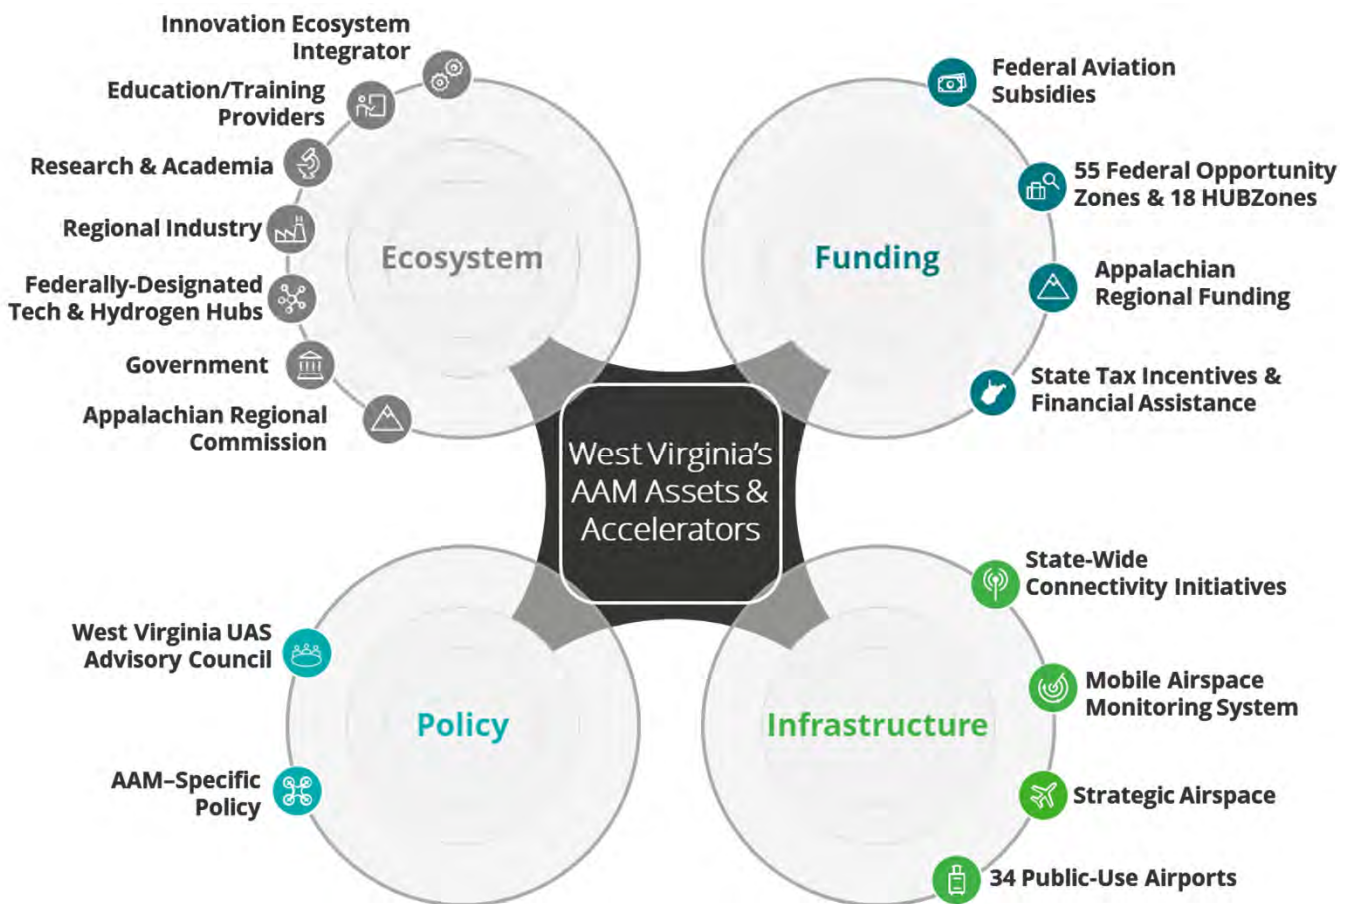 Innovation Ecosystem
Integrator
Education/Training
Providers
Research & Academia
Regional Industry
Federally-Designated
Tech & Hydrogen Hubs
Government
Appalachian Regional
Commission
Ecosystem
Federal Aviation
Subsidies
55 Federal Opportunity
Zones & 18 HUBZones
Appalachian
Regional Funding
State Tax Incentives &
Financial Assistance
Funding
West Virginia's
AAM Assets &
Accelerators
West Virginia UAS
Advisory Council
AAM–Specific
Policy
Policy
State-Wide
Connectivity Initiatives
Mobile Airspace
Monitoring System
Strategic Airspace
34 Public-Use Airports
Infrastructure